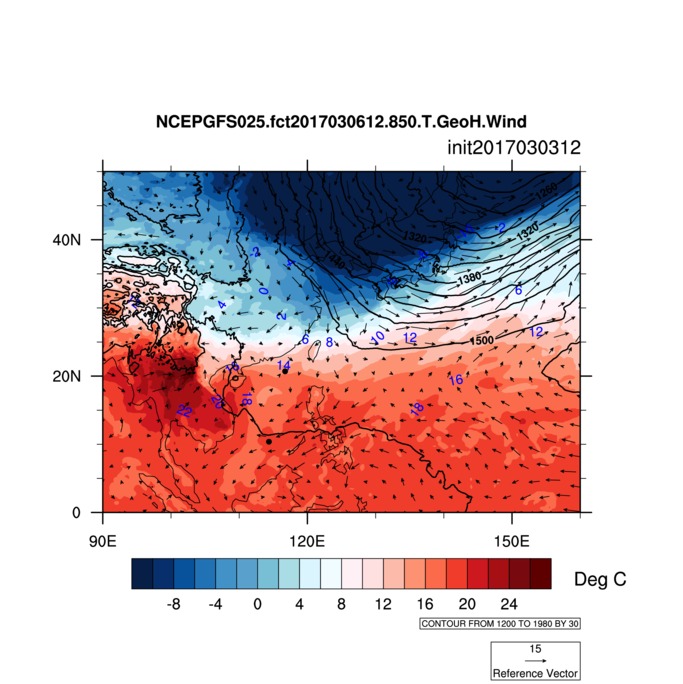 NCEPGFS025.fct2017030612.850.T.GeoH.Wind
init2017030312
1260
1320
1320
40N
-2
0
1380
6
4
2
6
8
10
12
1500
12
20N
14
16
18
18
22
0
90E
120E
150E
-8 -4 0 4 8 12 16 20 24
Deg C
CONTOUR FROM 1200 TO 1980 BY 30
15
Reference Vector